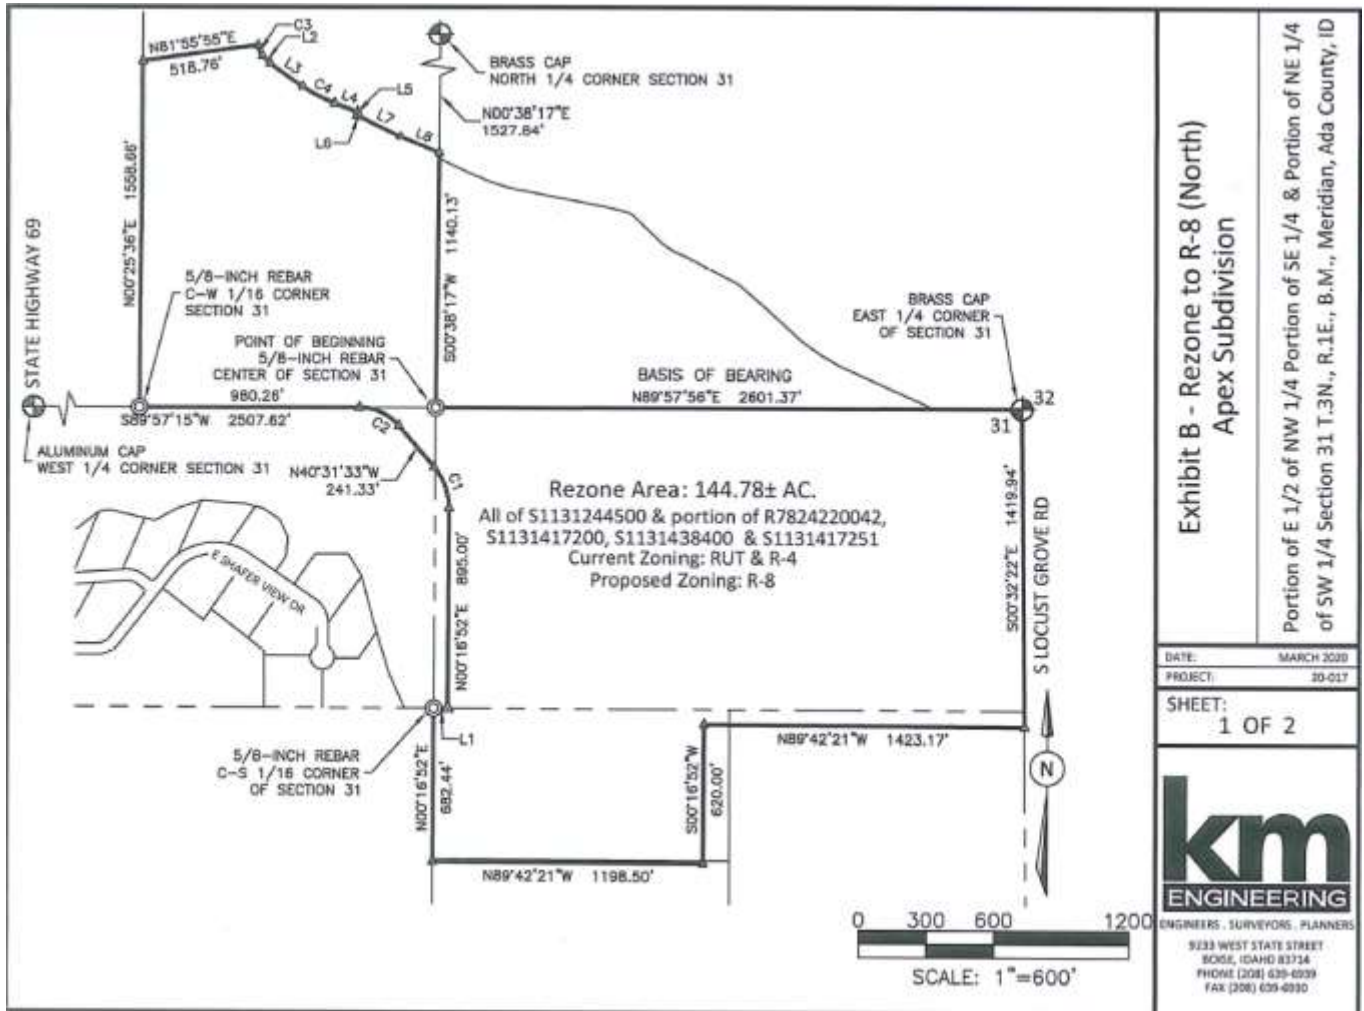 N81°55'55"E
518.76'
C3
L2
L3
C4
L4
L5
L6
L7
L8
BRASS CAP
NORTH 1/4 CORNER SECTION 31
N00°38'17"E
1527.84'
N00°25'36"E 1558.66'
STATE HIGHWAY 69
5/8-INCH REBAR
C-W 1/16 CORNER
SECTION 31
S00°38'17"W 1140.13'
POINT OF BEGINNING
5/8-INCH REBAR
CENTER OF SECTION 31
980.26'
S89°57'15"W 2507.62'
BRASS CAP
EAST 1/4 CORNER
OF SECTION 31
BASIS OF BEARING
N89°57'56"E 2601.37'
32
31
ALUMINUM CAP
WEST 1/4 CORNER SECTION 31
C2
N40°31'33"W
241.33'
C1
Rezone Area: 144.78± AC.
All of S1131244500 & portion of R7824220042,
S1131417200, S1131438400 & S1131417251
Current Zoning: RUT & R-4
Proposed Zoning: R-8
S00°32'22"E 1419.94'
S LOCUST GROVE RD
E SHAFER VIEW DR
N00°16'52"E 895.00'
L1
5/8-INCH REBAR
C-S 1/16 CORNER
OF SECTION 31
N00°16'52"E
682.44'
S00°16'52"W
620.00'
N89°42'21"W 1423.17'
N
N89°42'21"W 1198.50'
0 300 600 1200
SCALE: 1"=600'
Exhibit B - Rezone to R-8 (North)
Apex Subdivision
Portion of E 1/2 of NW 1/4 Portion of SE 1/4 & Portion of NE 1/4
of SW 1/4 Section 31 T.3N., R.1E., B.M., Meridian, Ada County, ID
DATE: MARCH 2020
PROJECT: 20-017
SHEET:
1 OF 2
km
ENGINEERING
ENGINEERS . SURVEYORS . PLANNERS
9233 WEST STATE STREET
BOISE, IDAHO 83714
PHONE (208) 639-6939
FAX (208) 639-6930